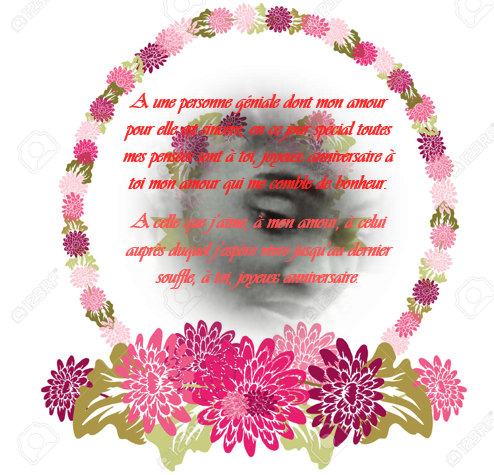 A une personne géniale dont mon amour
pour elle est sincère, en ce jour spécial toutes
mes pensées vont à toi, joyeux anniversaire à
toi mon amour qui me comble de bonheur.
A celle que j'aime, à mon amour, à celui
auprès duquel j'espère vivre jusqu'au dernier
souffle, à toi, joyeux anniversaire.